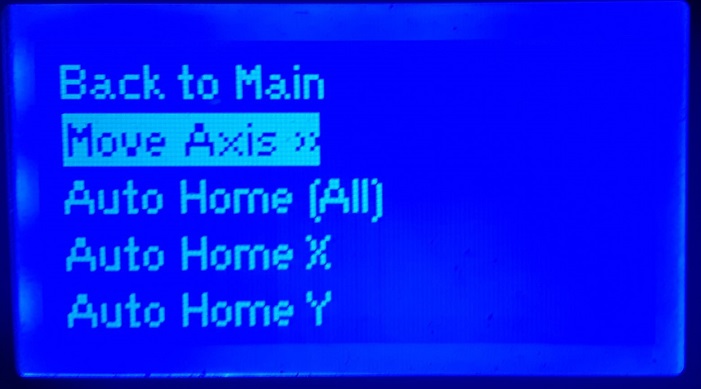 Back to Main
Move Axis »
Auto Home (All)
Auto Home X
Auto Home Y